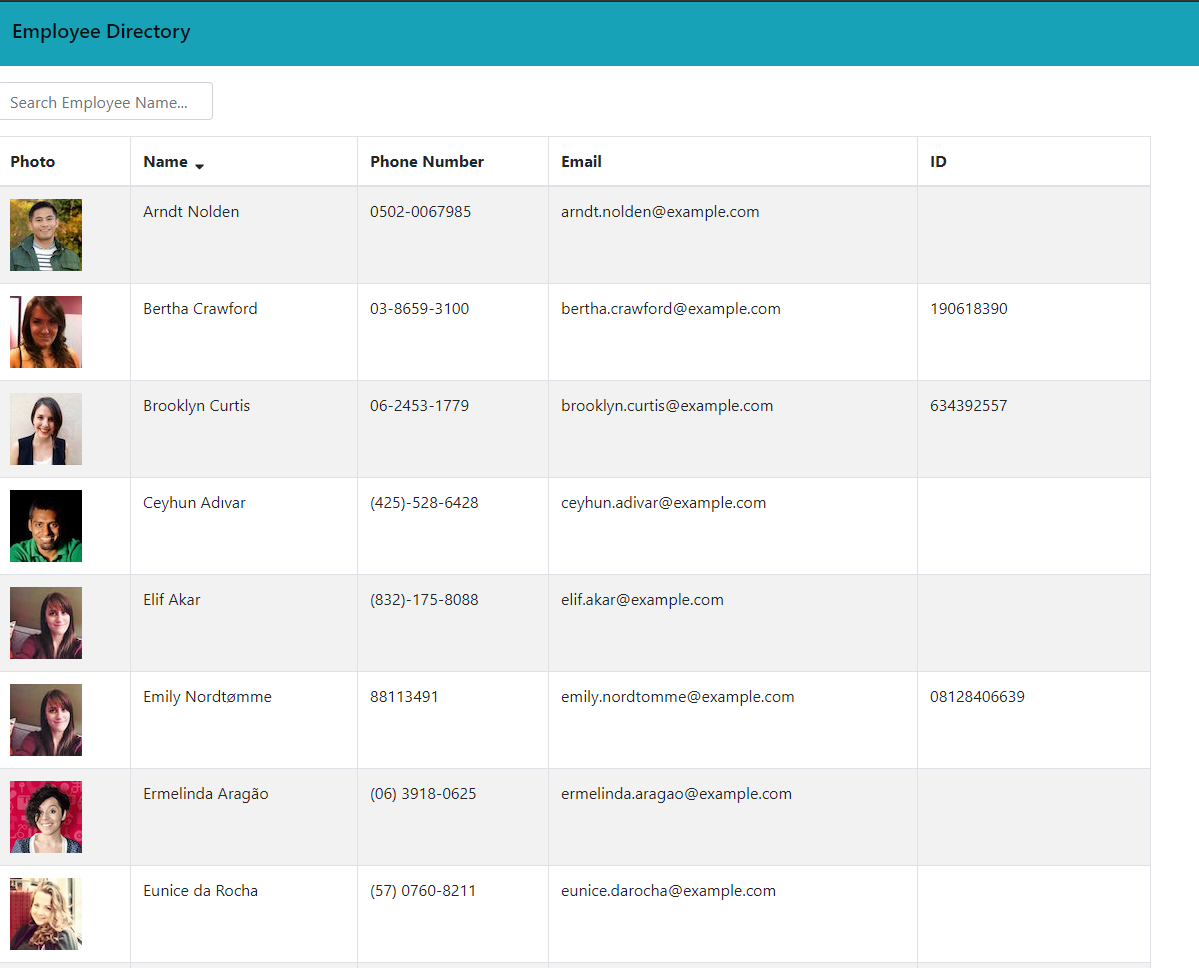 Employee Directory
Search Employee Name...
Photo Name Phone Number Email ID
Arndt Nolden 0502-0067985 arndt.nolden@example.com
Bertha Crawford 03-8659-3100 bertha.crawford@example.com 190618390
Brooklyn Curtis 06-2453-1779 brooklyn.curtis@example.com 634392557
Ceyhun Adıvar (425)-528-6428 ceyhun.adivar@example.com
Elif Akar (832)-175-8088 elif.akar@example.com
Emily Nordtømme 88113491 emily.nordtomme@example.com 08128406639
Ermelinda Aragão (06) 3918-0625 ermelinda.aragao@example.com
Eunice da Rocha (57) 0760-8211 eunice.darocha@example.com